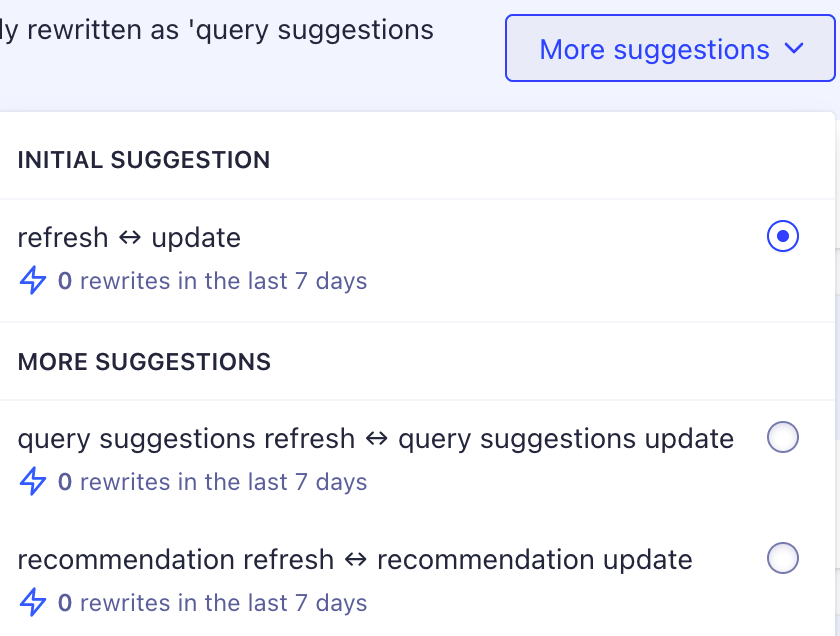 rewritten as 'query suggestions
More suggestions
INITIAL SUGGESTION
refresh ↔ update
0 rewrites in the last 7 days
MORE SUGGESTIONS
query suggestions refresh ↔ query suggestions update
0 rewrites in the last 7 days
recommendation refresh ↔ recommendation update
0 rewrites in the last 7 days